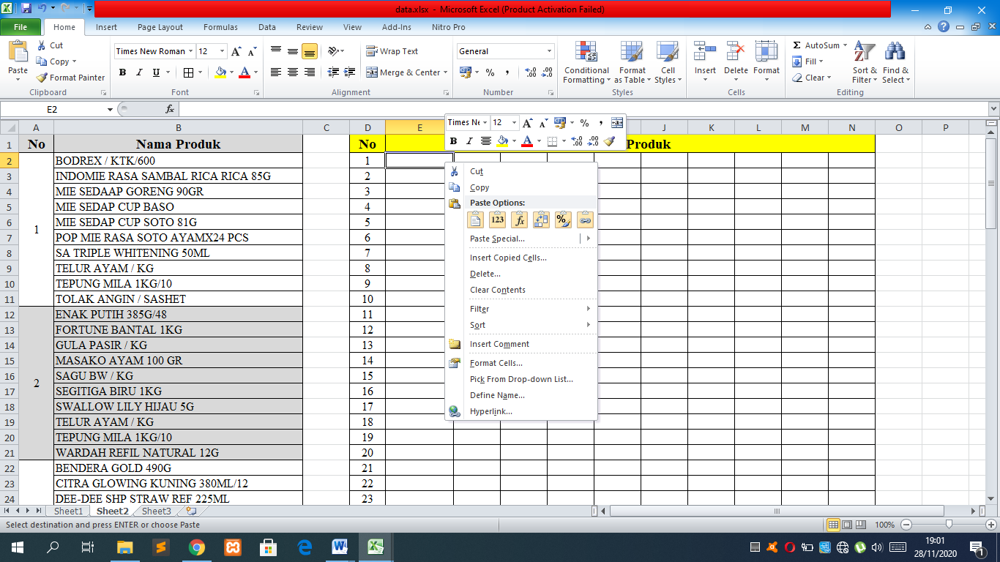 data.xlsx - Microsoft Excel (Product Activation Failed)
File Home Insert Page Layout Formulas Data Review View Add-Ins Nitro Pro
Paste
Cut
Copy
Format Painter
Clipboard
Times New Roman 12
B I U
Font
Wrap Text
Merge & Center
Alignment
General
Number
Conditional Formatting
Format as Table
Cell Styles
Styles
Insert Delete Format
Cells
AutoSum
Fill
Clear
Sort & Filter
Find & Select
Editing
E2 fx
A B C D E J K L M N O P
1 No Nama Produk No Produk
2 BODREX / KTK/600 1
3 INDOMIE RASA SAMBAL RICA RICA 85G 2
4 MIE SEDAAP GORENG 90GR 3
5 MIE SEDAP CUP BASO 4
6 1 MIE SEDAP CUP SOTO 81G 5
7 POP MIE RASA SOTO AYAMX24 PCS 6
8 SA TRIPLE WHITENING 50ML 7
9 TELUR AYAM / KG 8
10 TEPUNG MILA 1KG/10 9
11 TOLAK ANGIN / SASHET 10
12 ENAK PUTIH 385G/48 11
13 FORTUNE BANTAL 1KG 12
14 GULA PASIR / KG 13
15 MASAKO AYAM 100 GR 14
16 2 SAGU BW / KG 15
17 SEGITIGA BIRU 1KG 16
18 SWALLOW LILY HIJAU 5G 17
19 TELUR AYAM / KG 18
20 TEPUNG MILA 1KG/10 19
21 WARDAH REFIL NATURAL 12G 20
22 BENDERA GOLD 490G 21
23 CITRA GLOWING KUNING 380ML/12 22
24 DEE-DEE SHP STRAW REF 225ML 23
Times Ne 12 A A % ,
B I A
Cut
Copy
Paste Options:
123 fx %
Paste Special...
Insert Copied Cells...
Delete...
Clear Contents
Filter
Sort
Insert Comment
Format Cells...
Pick From Drop-down List...
Define Name...
Hyperlink...
Sheet1 Sheet2 Sheet3
Select destination and press ENTER or choose Paste 100%
19:01
28/11/2020
1